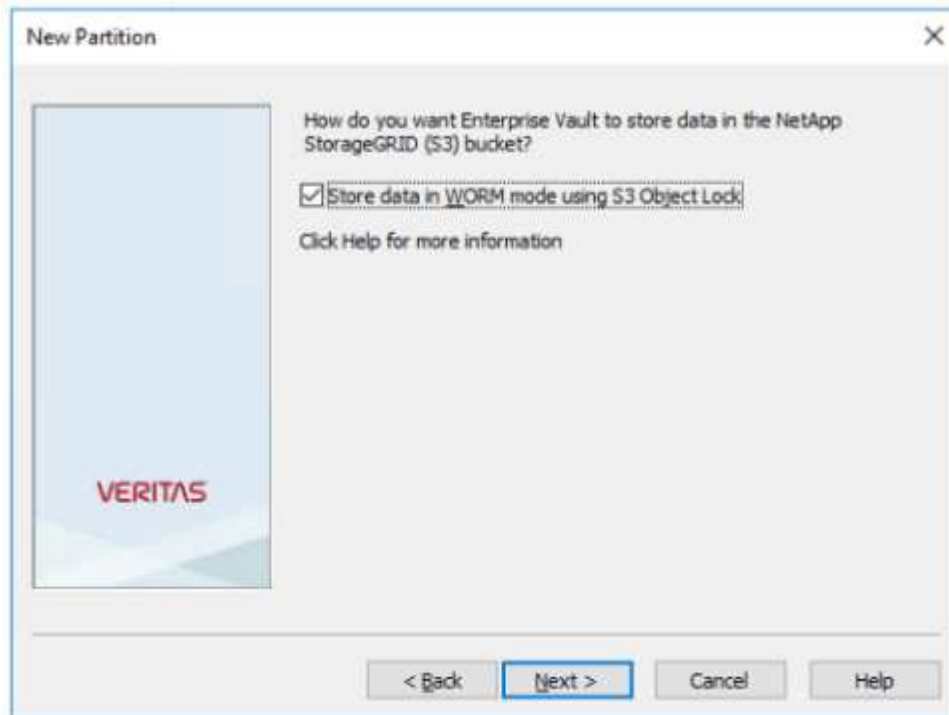 New Partition
How do you want Enterprise Vault to store data in the NetApp
StorageGRID (S3) bucket?
Store data in WORM mode using S3 Object Lock
Click Help for more information
VERITAS
< Back
Next >
Cancel
Help